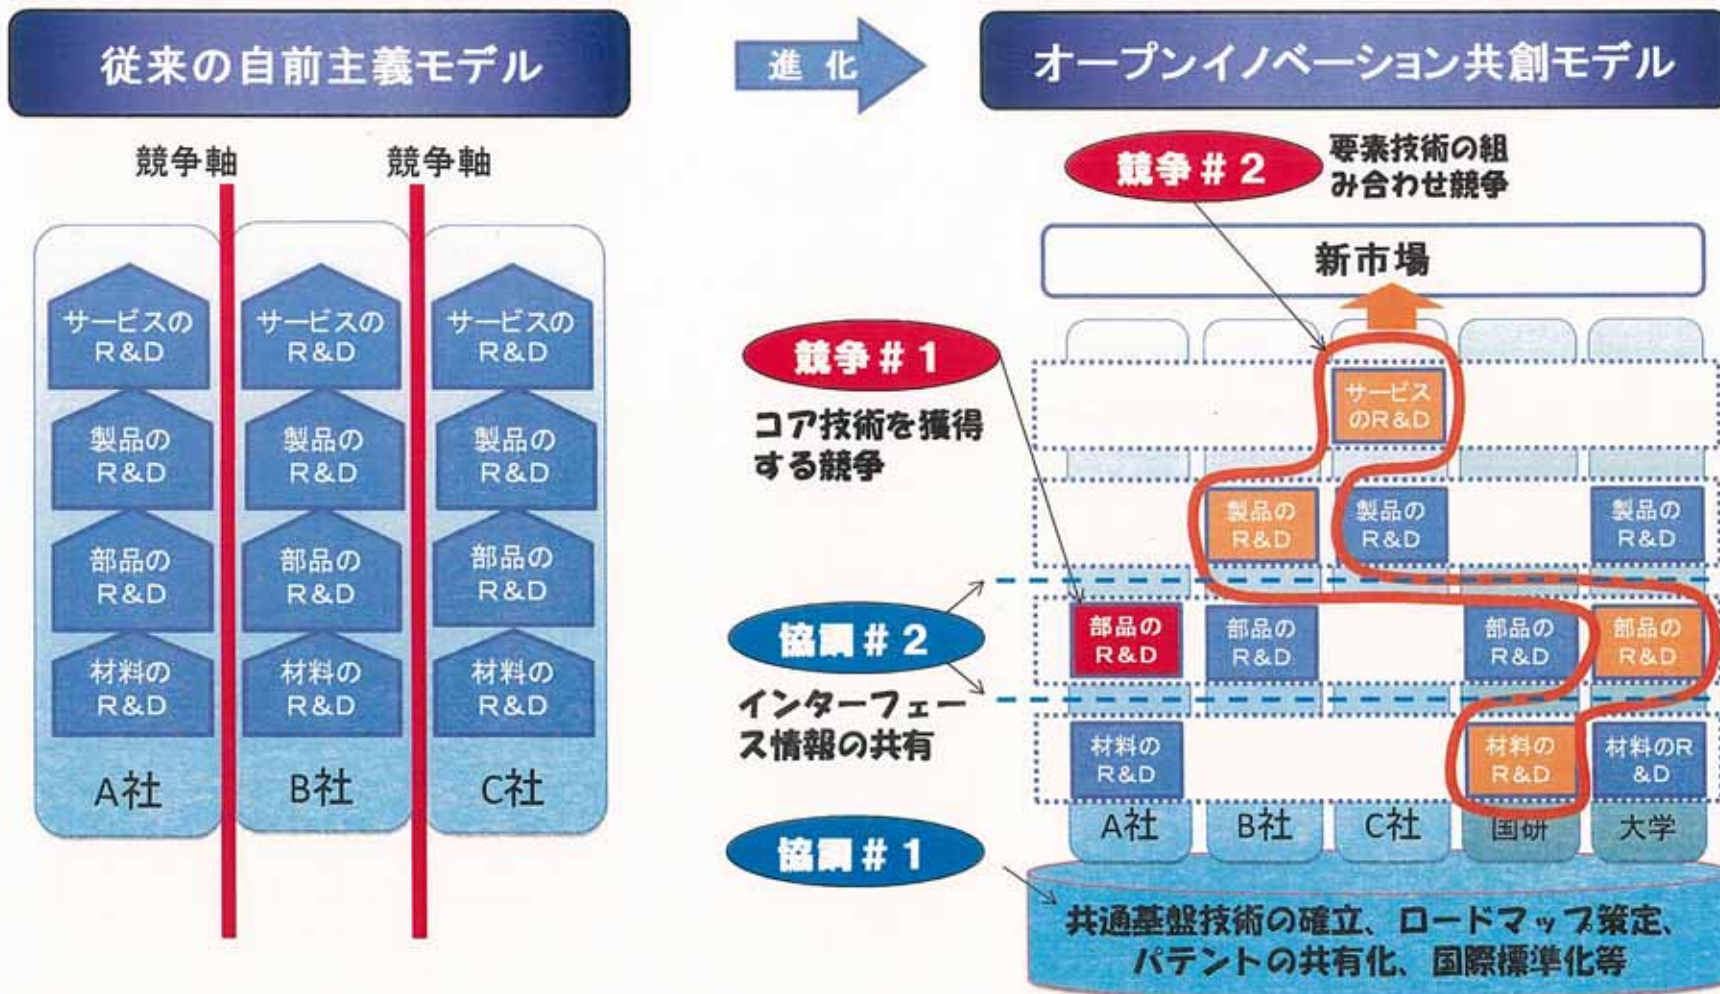 従来の自前主義モデル
進 化
オープンイノベーション共創モデル
競争軸
競争軸
サービスの
R&D
サービスの
R&D
サービスの
R&D
製品の
R&D
製品の
R&D
製品の
R&D
部品の
R&D
部品の
R&D
部品の
R&D
材料の
R&D
材料の
R&D
材料の
R&D
A社
B社
C社
競争#2
要素技術の組
み合わせ競争
新市場
競争#1
コア技術を獲得
する競争
サービス
のR&D
製品の
R&D
製品の
R&D
製品の
R&D
協調#2
インターフェー
ス情報の共有
部品の
R&D
部品の
R&D
部品の
R&D
部品の
R&D
材料の
R&D
材料の
R&D
材料のR
&D
A社
B社
C社
国研
大学
協調#1
共通基盤技術の確立、ロードマップ策定、
パテントの共有化、国際標準化等